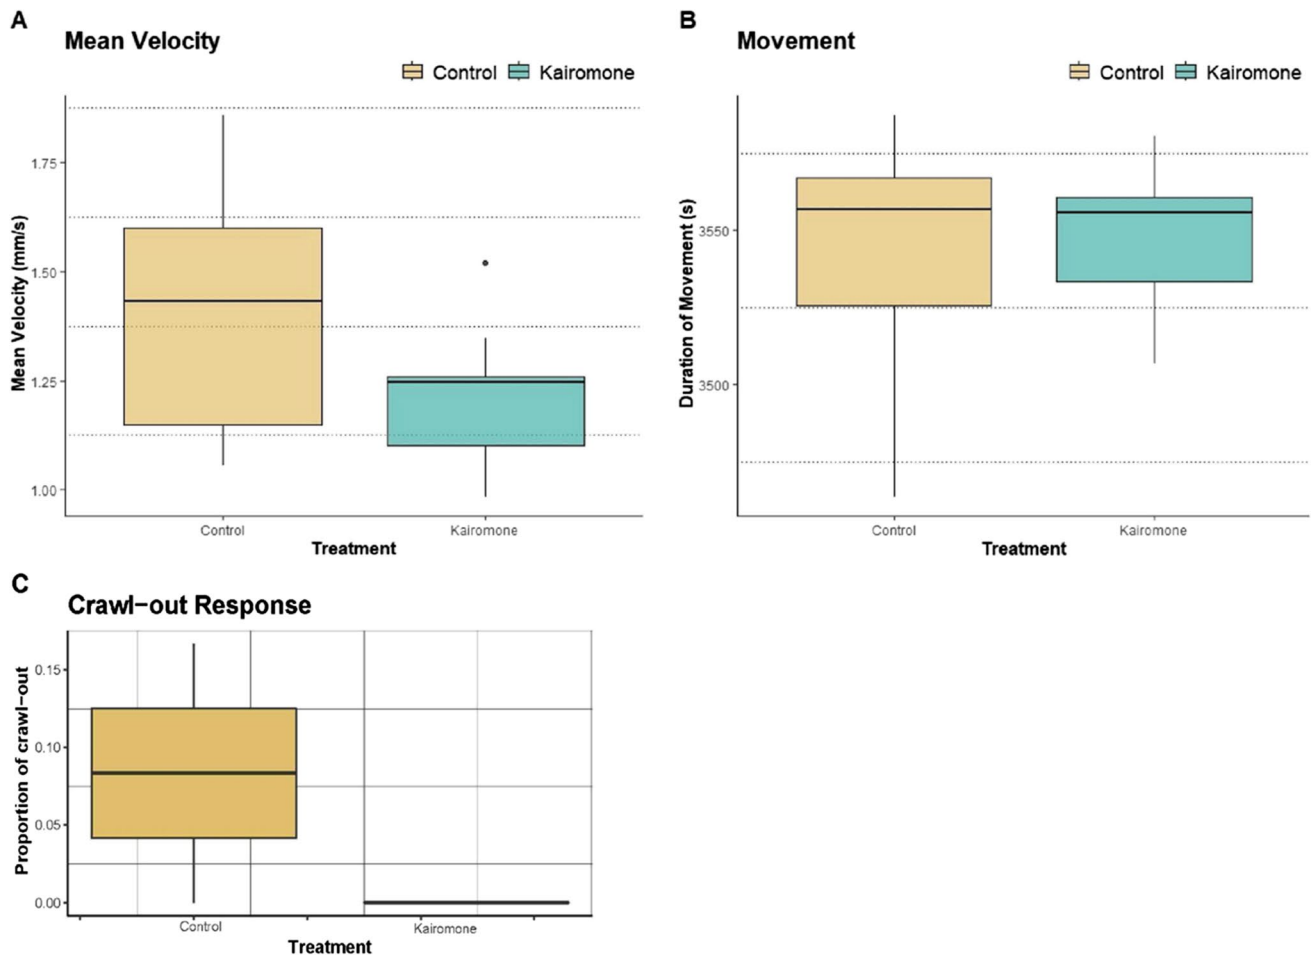 A
Mean Velocity
Control Kairomone
Mean Velocity (mm/s)
1.75
1.50
1.25
1.00
Control Kairomone
Treatment
B
Movement
Control Kairomone
Duration of Movement (s)
3550
3500
Control Kairomone
Treatment
C
Crawl−out Response
Proportion of crawl−out
0.15
0.10
0.05
0.00
Control Kairomone
Treatment